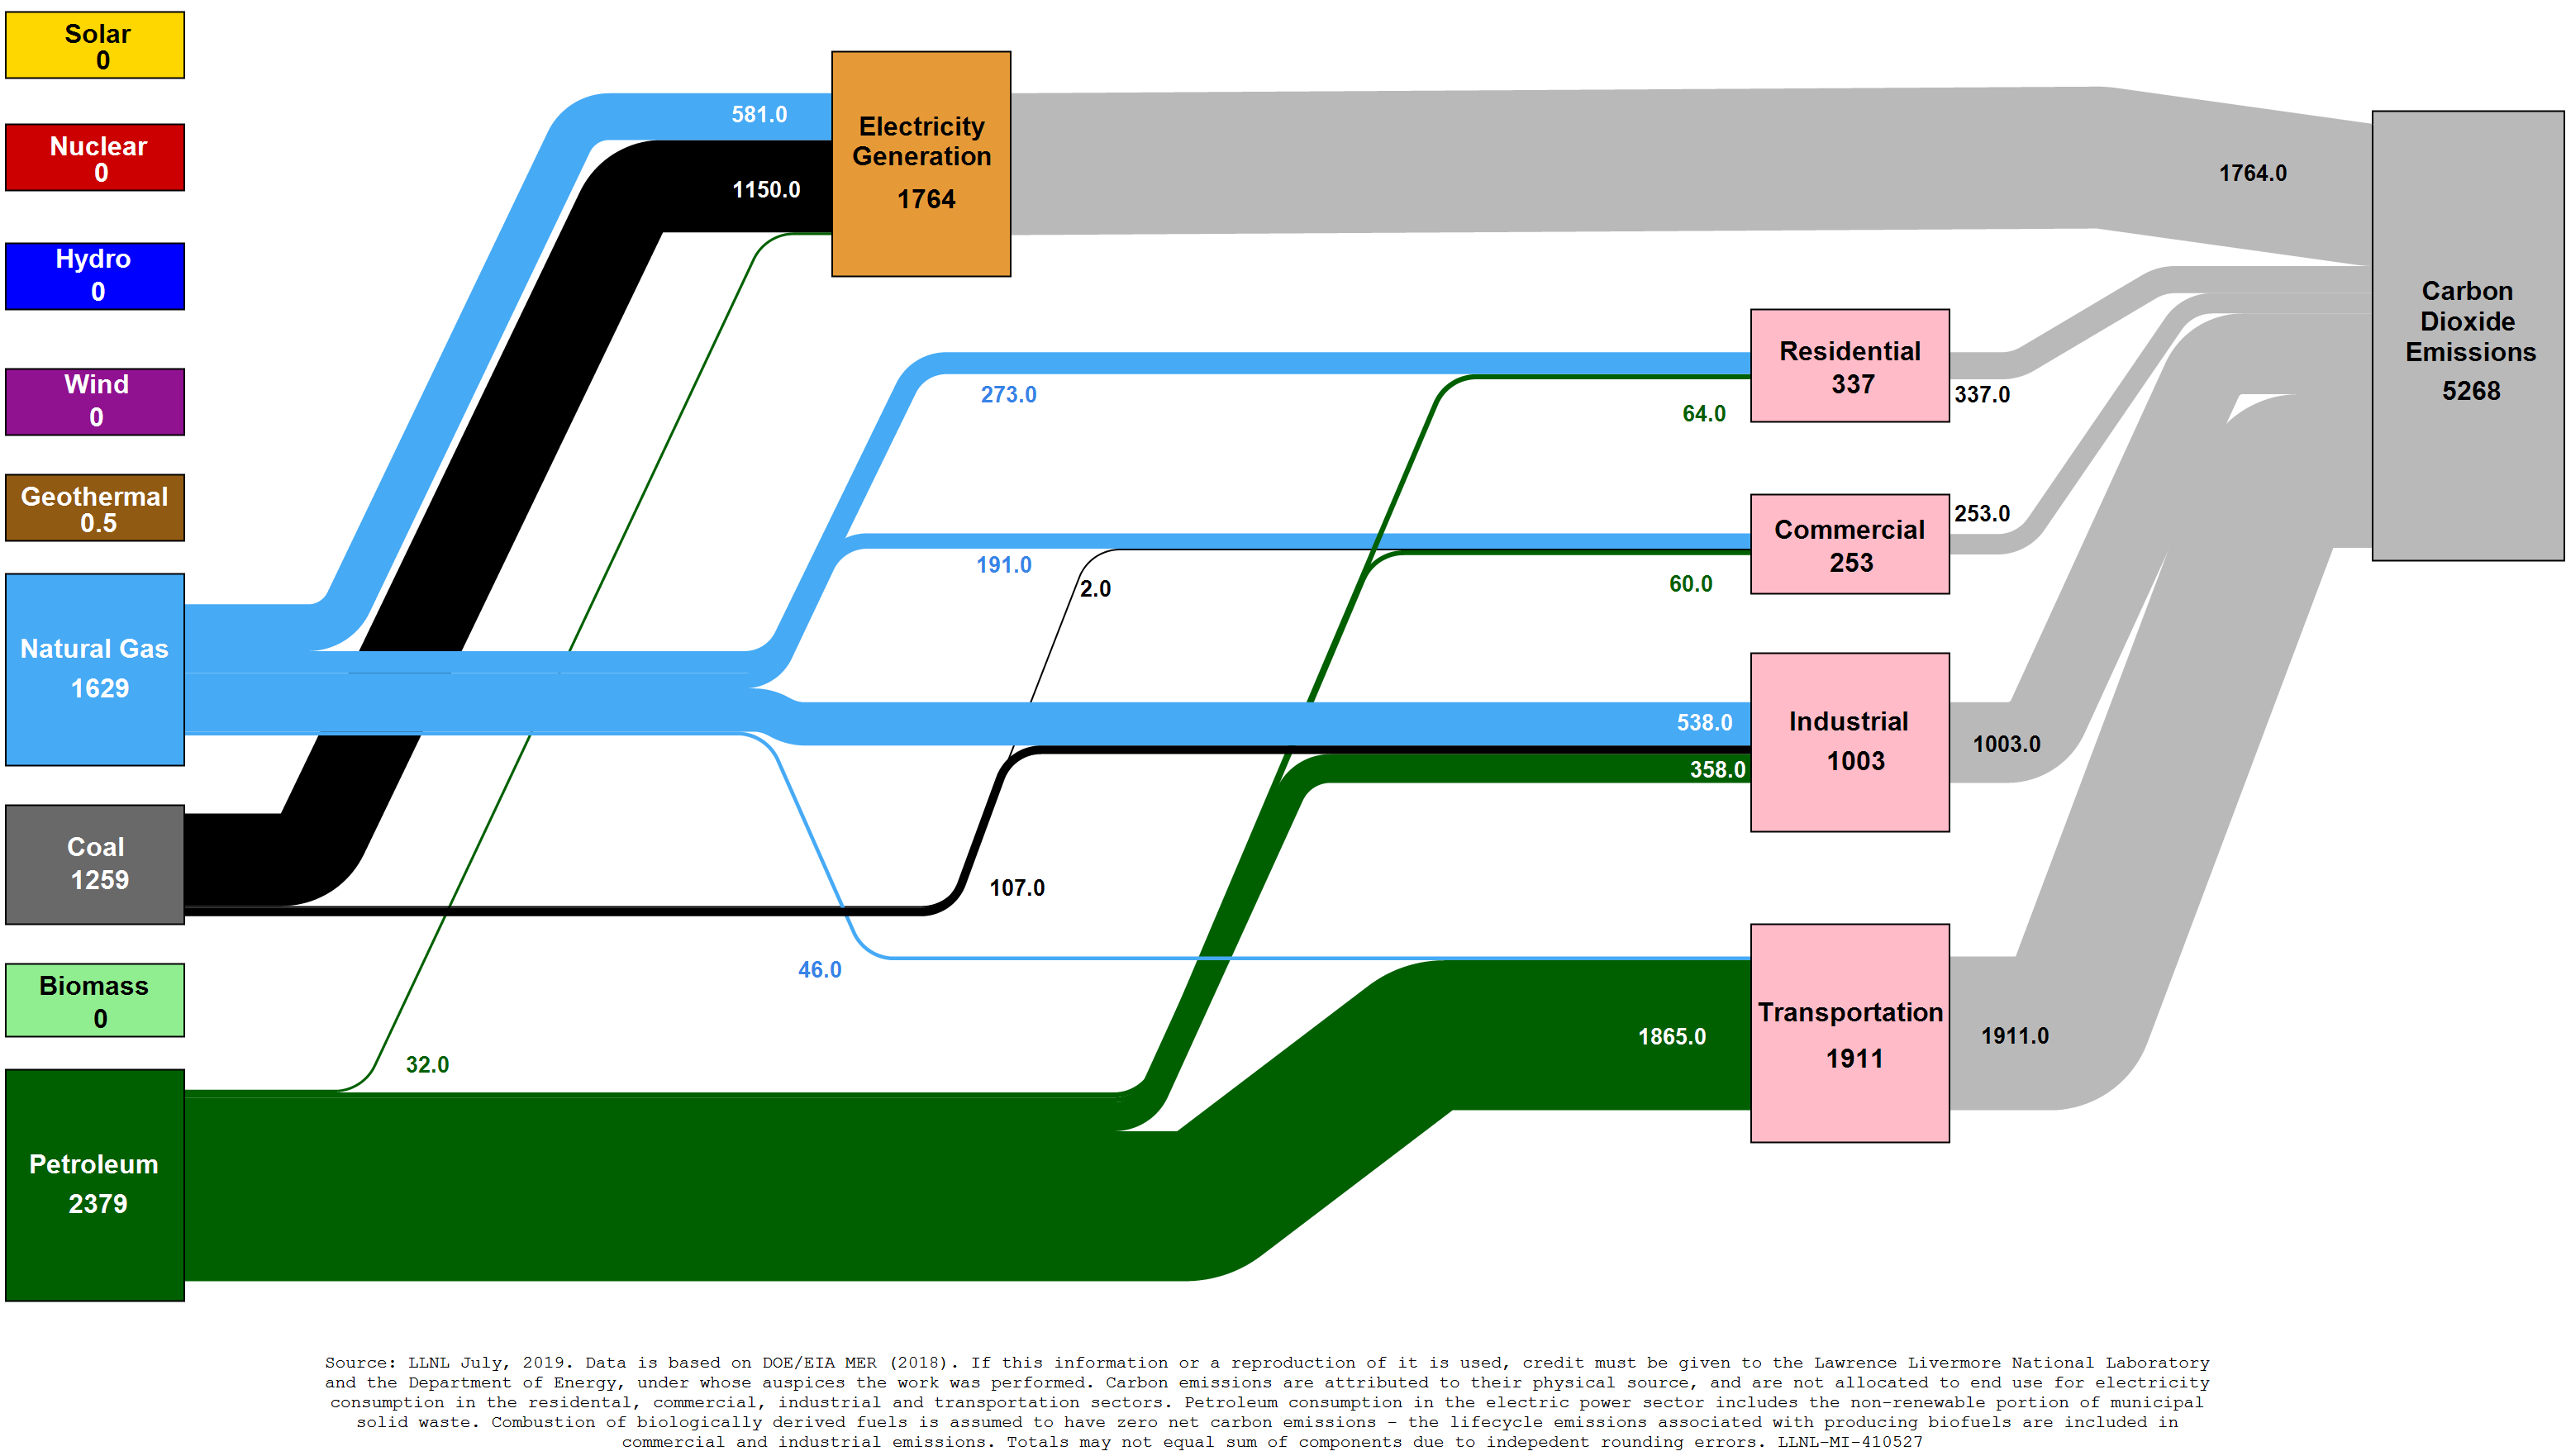 Solar
0
Nuclear
0
Hydro
0
Wind
0
Geothermal
0.5
Natural Gas
1629
Coal
1259
Biomass
0
Petroleum
2379
581.0
1150.0
32.0
Electricity
Generation
1764
273.0
191.0
2.0
107.0
46.0
64.0
60.0
538.0
358.0
1865.0
Residential
337
Commercial
253
Industrial
1003
Transportation
1911
1764.0
337.0
253.0
1003.0
1911.0
Carbon
Dioxide
Emissions
5268
Source: LLNL July, 2019. Data is based on DOE/EIA MER (2018). If this information or a reproduction of it is used, credit must be given to the Lawrence Livermore National Laboratory
and the Department of Energy, under whose auspices the work was performed. Carbon emissions are attributed to their physical source, and are not allocated to end use for electricity
consumption in the residental, commercial, industrial and transportation sectors. Petroleum consumption in the electric power sector includes the non-renewable portion of municipal
solid waste. Combustion of biologically derived fuels is assumed to have zero net carbon emissions - the lifecycle emissions associated with producing biofuels are included in
commercial and industrial emissions. Totals may not equal sum of components due to indepedent rounding errors. LLNL-MI-410527